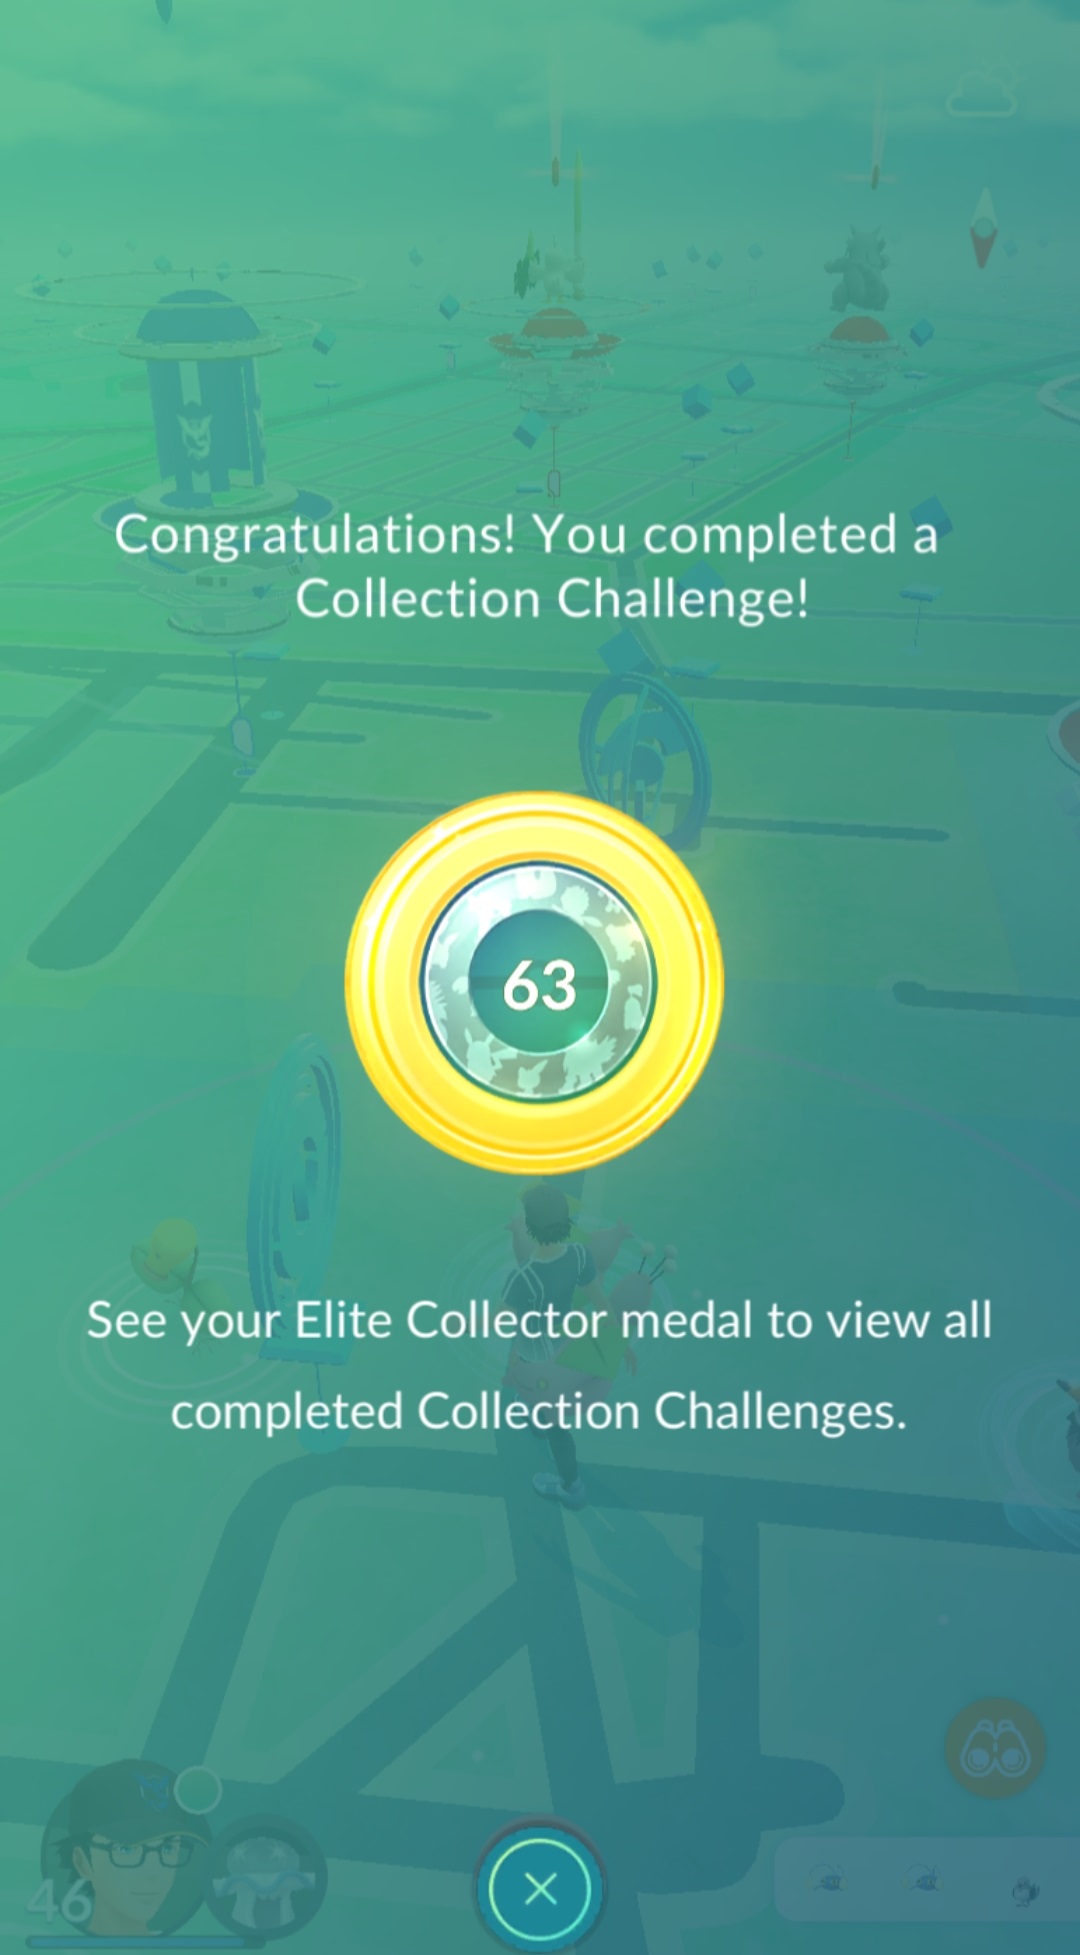 Congratulations! You completed a
Collection Challenge!
63
See your Elite Collector medal to view all
completed Collection Challenges.
46